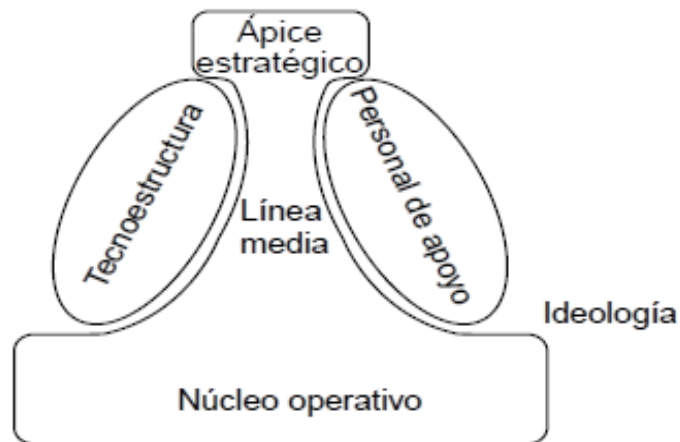 Ápice
estratégico
Tecnoestructura
Línea
media
Personal de apoyo
Ideología
Núcleo operativo